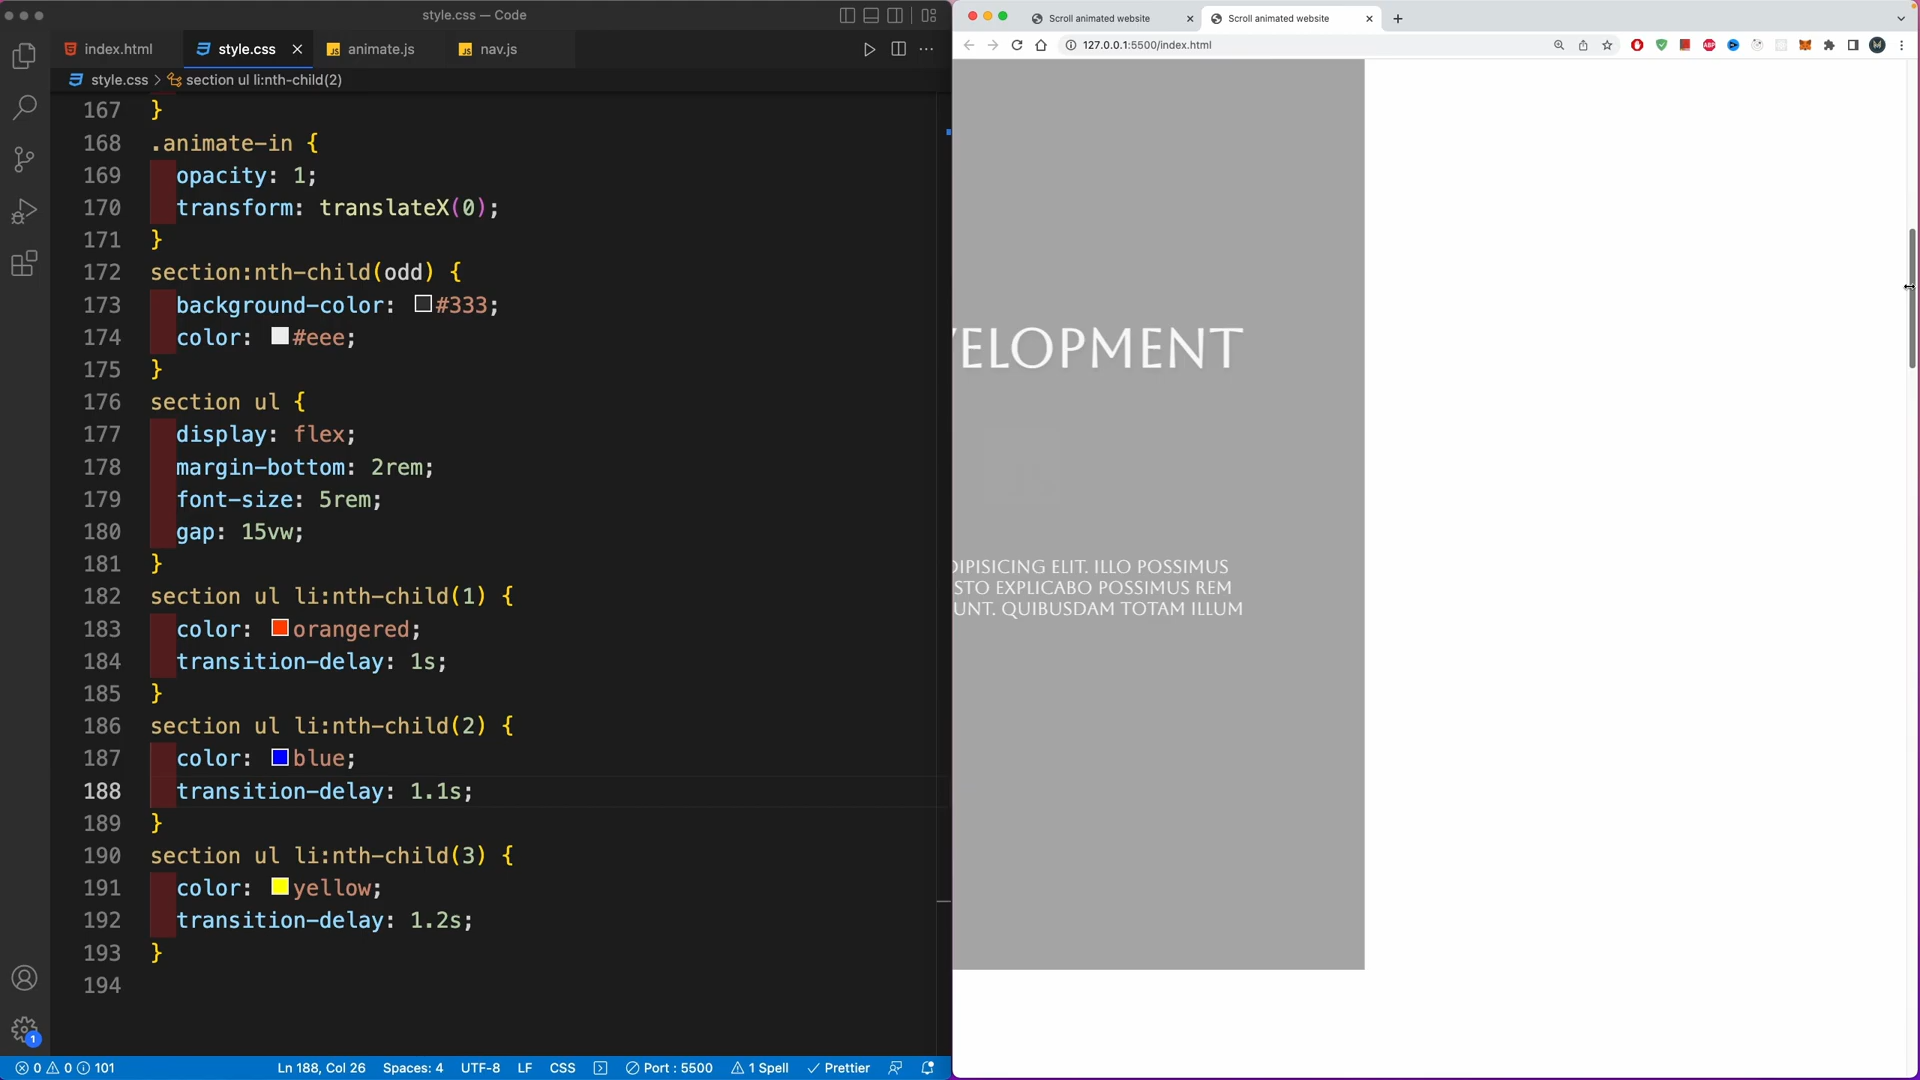 style.css — Code
index.html
style.css
animate.js
nav.js
style.css > section ul li:nth-child(2)
167 }
168 .animate-in {
169 opacity: 1;
170 transform: translateX(0);
171 }
172 section:nth-child(odd) {
173 background-color: #333;
174 color: #eee;
175 }
176 section ul {
177 display: flex;
178 margin-bottom: 2rem;
179 font-size: 5rem;
180 gap: 15vw;
181 }
182 section ul li:nth-child(1) {
183 color: orangered;
184 transition-delay: 1s;
185 }
186 section ul li:nth-child(2) {
187 color: blue;
188 transition-delay: 1.1s;
189 }
190 section ul li:nth-child(3) {
191 color: yellow;
192 transition-delay: 1.2s;
193 }
194
1
0 0 101
Ln 188, Col 26 Spaces: 4 UTF-8 LF CSS Port : 5500 1 Spell Prettier
Scroll animated website
Scroll animated website
127.0.0.1:5500/index.html
ABP
VELOPMENT
DIPISICING ELIT. ILLO POSSIMUS
STO EXPLICABO POSSIMUS REM
UNT. QUIBUSDAM TOTAM ILLUM